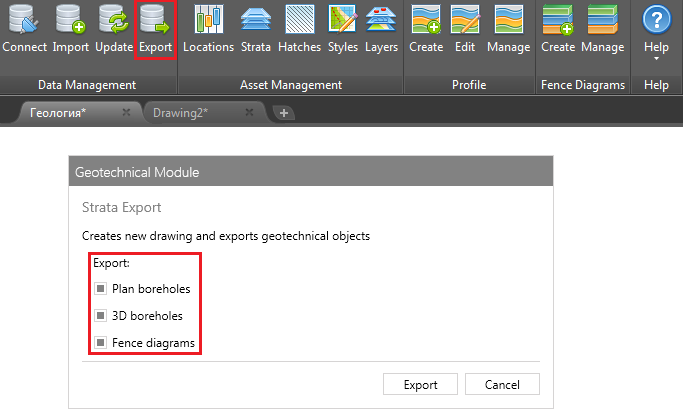 Connect Import Update Export Locations Strata Hatches Styles Layers Create Edit Manage Create Manage Help
Data Management Asset Management Profile Fence Diagrams Help
Геология* Drawing2*
Geotechnical Module
Strata Export
Creates new drawing and exports geotechnical objects
Export:
Plan boreholes
3D boreholes
Fence diagrams
Export Cancel